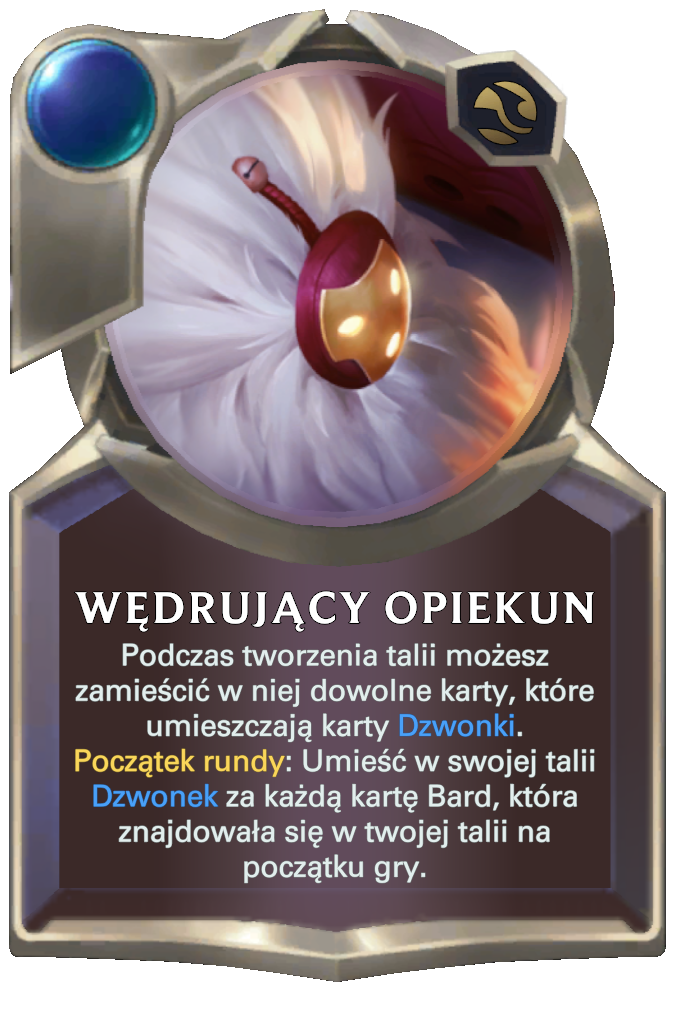 WĘDRUJĄCY OPIEKUN
Podczas tworzenia talii możesz
zamieścić w niej dowolne karty, które
umieszczają karty Dzwonki.
Początek rundy: Umieść w swojej talii
Dzwonek za każdą kartę Bard, która
znajdowała się w twojej talii na
początku gry.